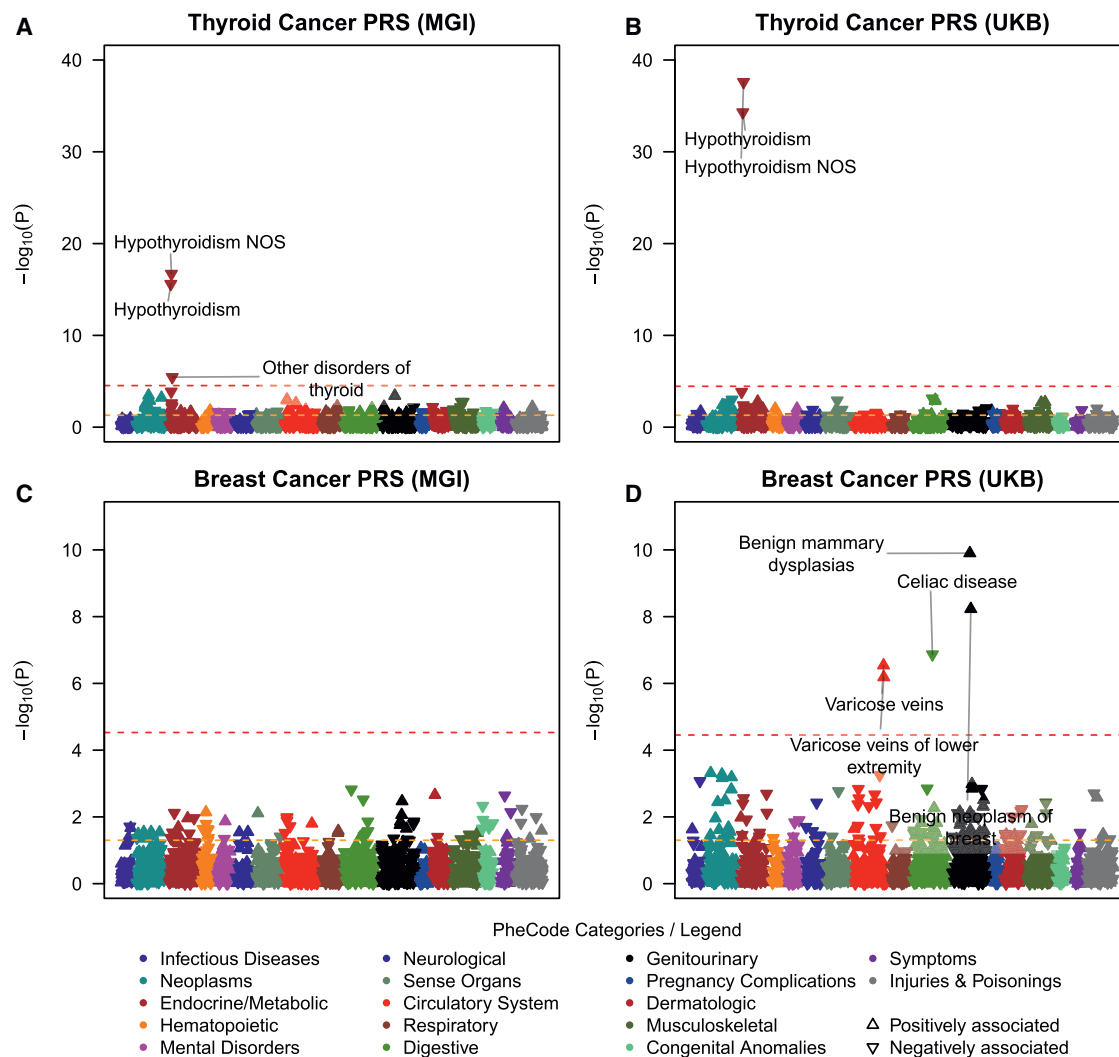 A
Thyroid Cancer PRS (MGI)
40
30
20
10
0
−log10(P)
Hypothyroidism NOS
Hypothyroidism
Other disorders of
thyroid
B
Thyroid Cancer PRS (UKB)
40
30
20
10
0
−log10(P)
Hypothyroidism
Hypothyroidism NOS
C
Breast Cancer PRS (MGI)
10
8
6
4
2
0
−log10(P)
D
Breast Cancer PRS (UKB)
10
8
6
4
2
0
−log10(P)
Benign mammary
dysplasias
Celiac disease
Varicose veins
Varicose veins of lower
extremity
Benign neoplasm of
breast
PheCode Categories / Legend
Infectious Diseases
Neoplasms
Endocrine/Metabolic
Hematopoietic
Mental Disorders
Neurological
Sense Organs
Circulatory System
Respiratory
Digestive
Genitourinary
Pregnancy Complications
Dermatologic
Musculoskeletal
Congenital Anomalies
Symptoms
Injuries & Poisonings
Positively associated
Negatively associated